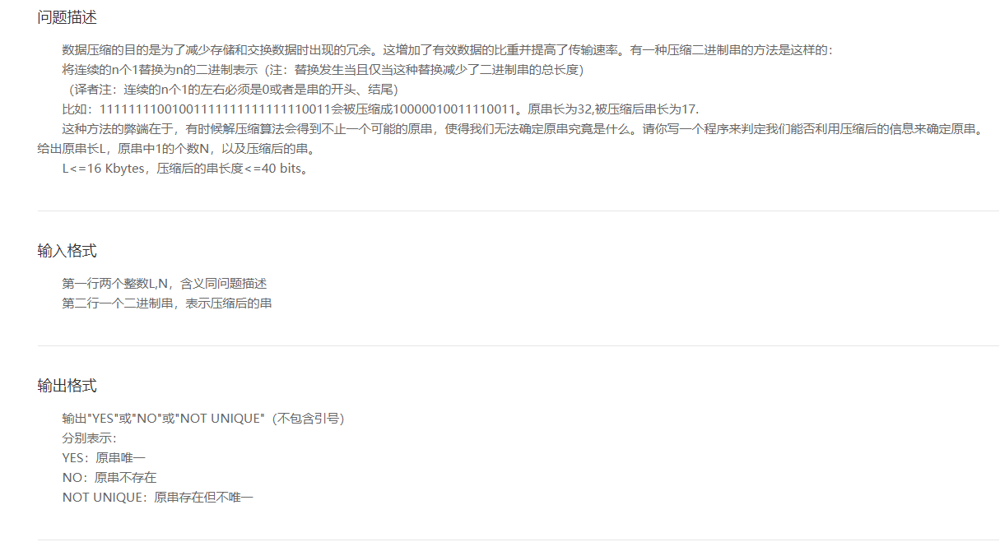 问题描述
数据压缩的目的是为了减少存储和交换数据时出现的冗余。这增加了有效数据的比重并提高了传输速率。有一种压缩二进制串的方法是这样的：
将连续的n个1替换为n的二进制表示（注：替换发生当且仅当这种替换减少了二进制串的总长度）
（译者注：连续的n个1的左右必须是0或者是串的开头、结尾）
比如：11111111001001111111111111110011会被压缩成10000010011110011。原串长为32,被压缩后串长为17.
这种方法的弊端在于，有时候解压缩算法会得到不止一个可能的原串，使得我们无法确定原串究竟是什么。请你写一个程序来判定我们能否利用压缩后的信息来确定原串。
给出原串长L，原串中1的个数N，以及压缩后的串。
L<=16 Kbytes，压缩后的串长度<=40 bits。
输入格式
第一行两个整数L,N，含义同问题描述
第二行一个二进制串，表示压缩后的串
输出格式
输出"YES"或"NO"或"NOT UNIQUE"（不包含引号）
分别表示：
YES：原串唯一
NO：原串不存在
NOT UNIQUE：原串存在但不唯一